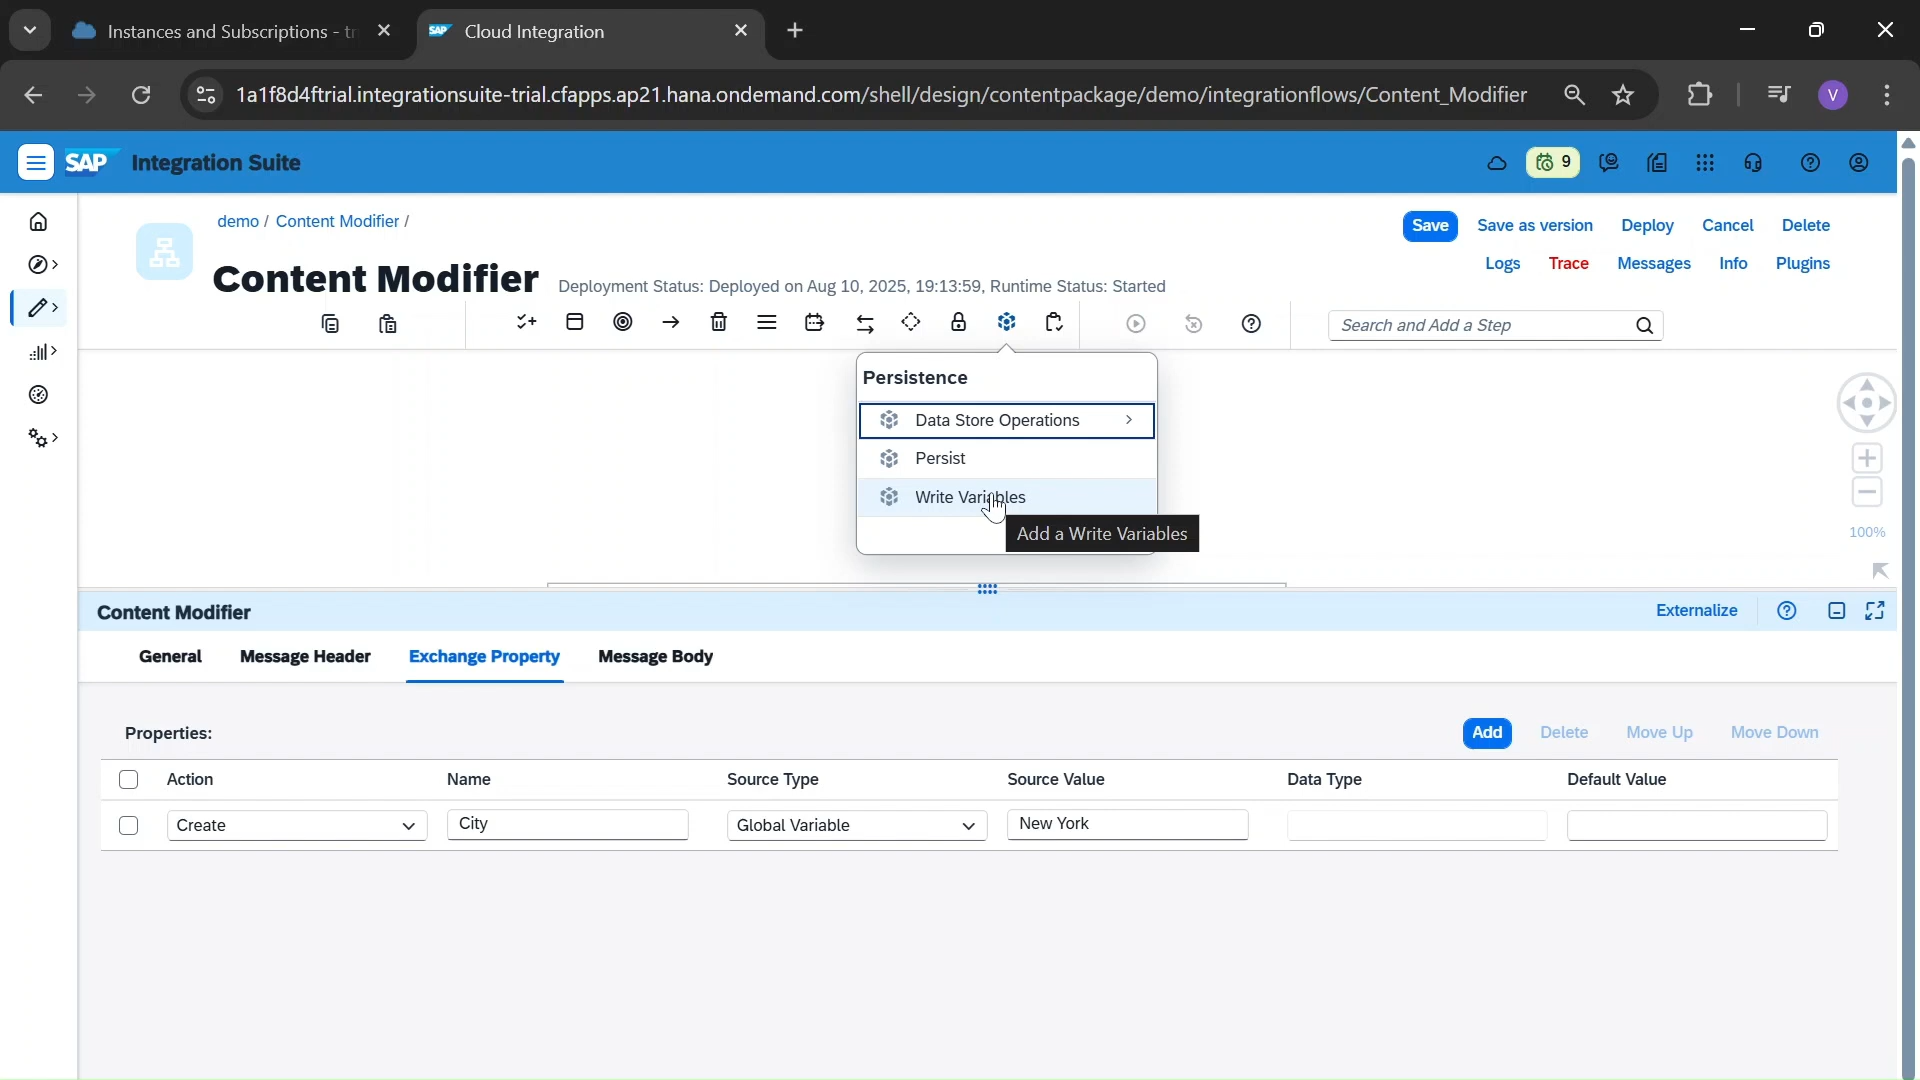 Instances and Subscriptions - tr
SAP Cloud Integration
1a1f8d4ftrial.integrationsuite-trial.cfapps.ap21.hana.ondemand.com/shell/design/contentpackage/demo/integrationflows/Content_Modifier
V
SAP Integration Suite
9
demo / Content Modifier /
Save Save as version Deploy Cancel Delete
Content Modifier Deployment Status: Deployed on Aug 10, 2025, 19:13:59, Runtime Status: Started
Logs Trace Messages Info Plugins
Search and Add a Step
Persistence
Data Store Operations
Persist
Write Variables
Add a Write Variables
100%
Content Modifier Externalize
General Message Header Exchange Property Message Body
Properties: Add Delete Move Up Move Down
Action Name Source Type Source Value Data Type Default Value
Create City Global Variable New York